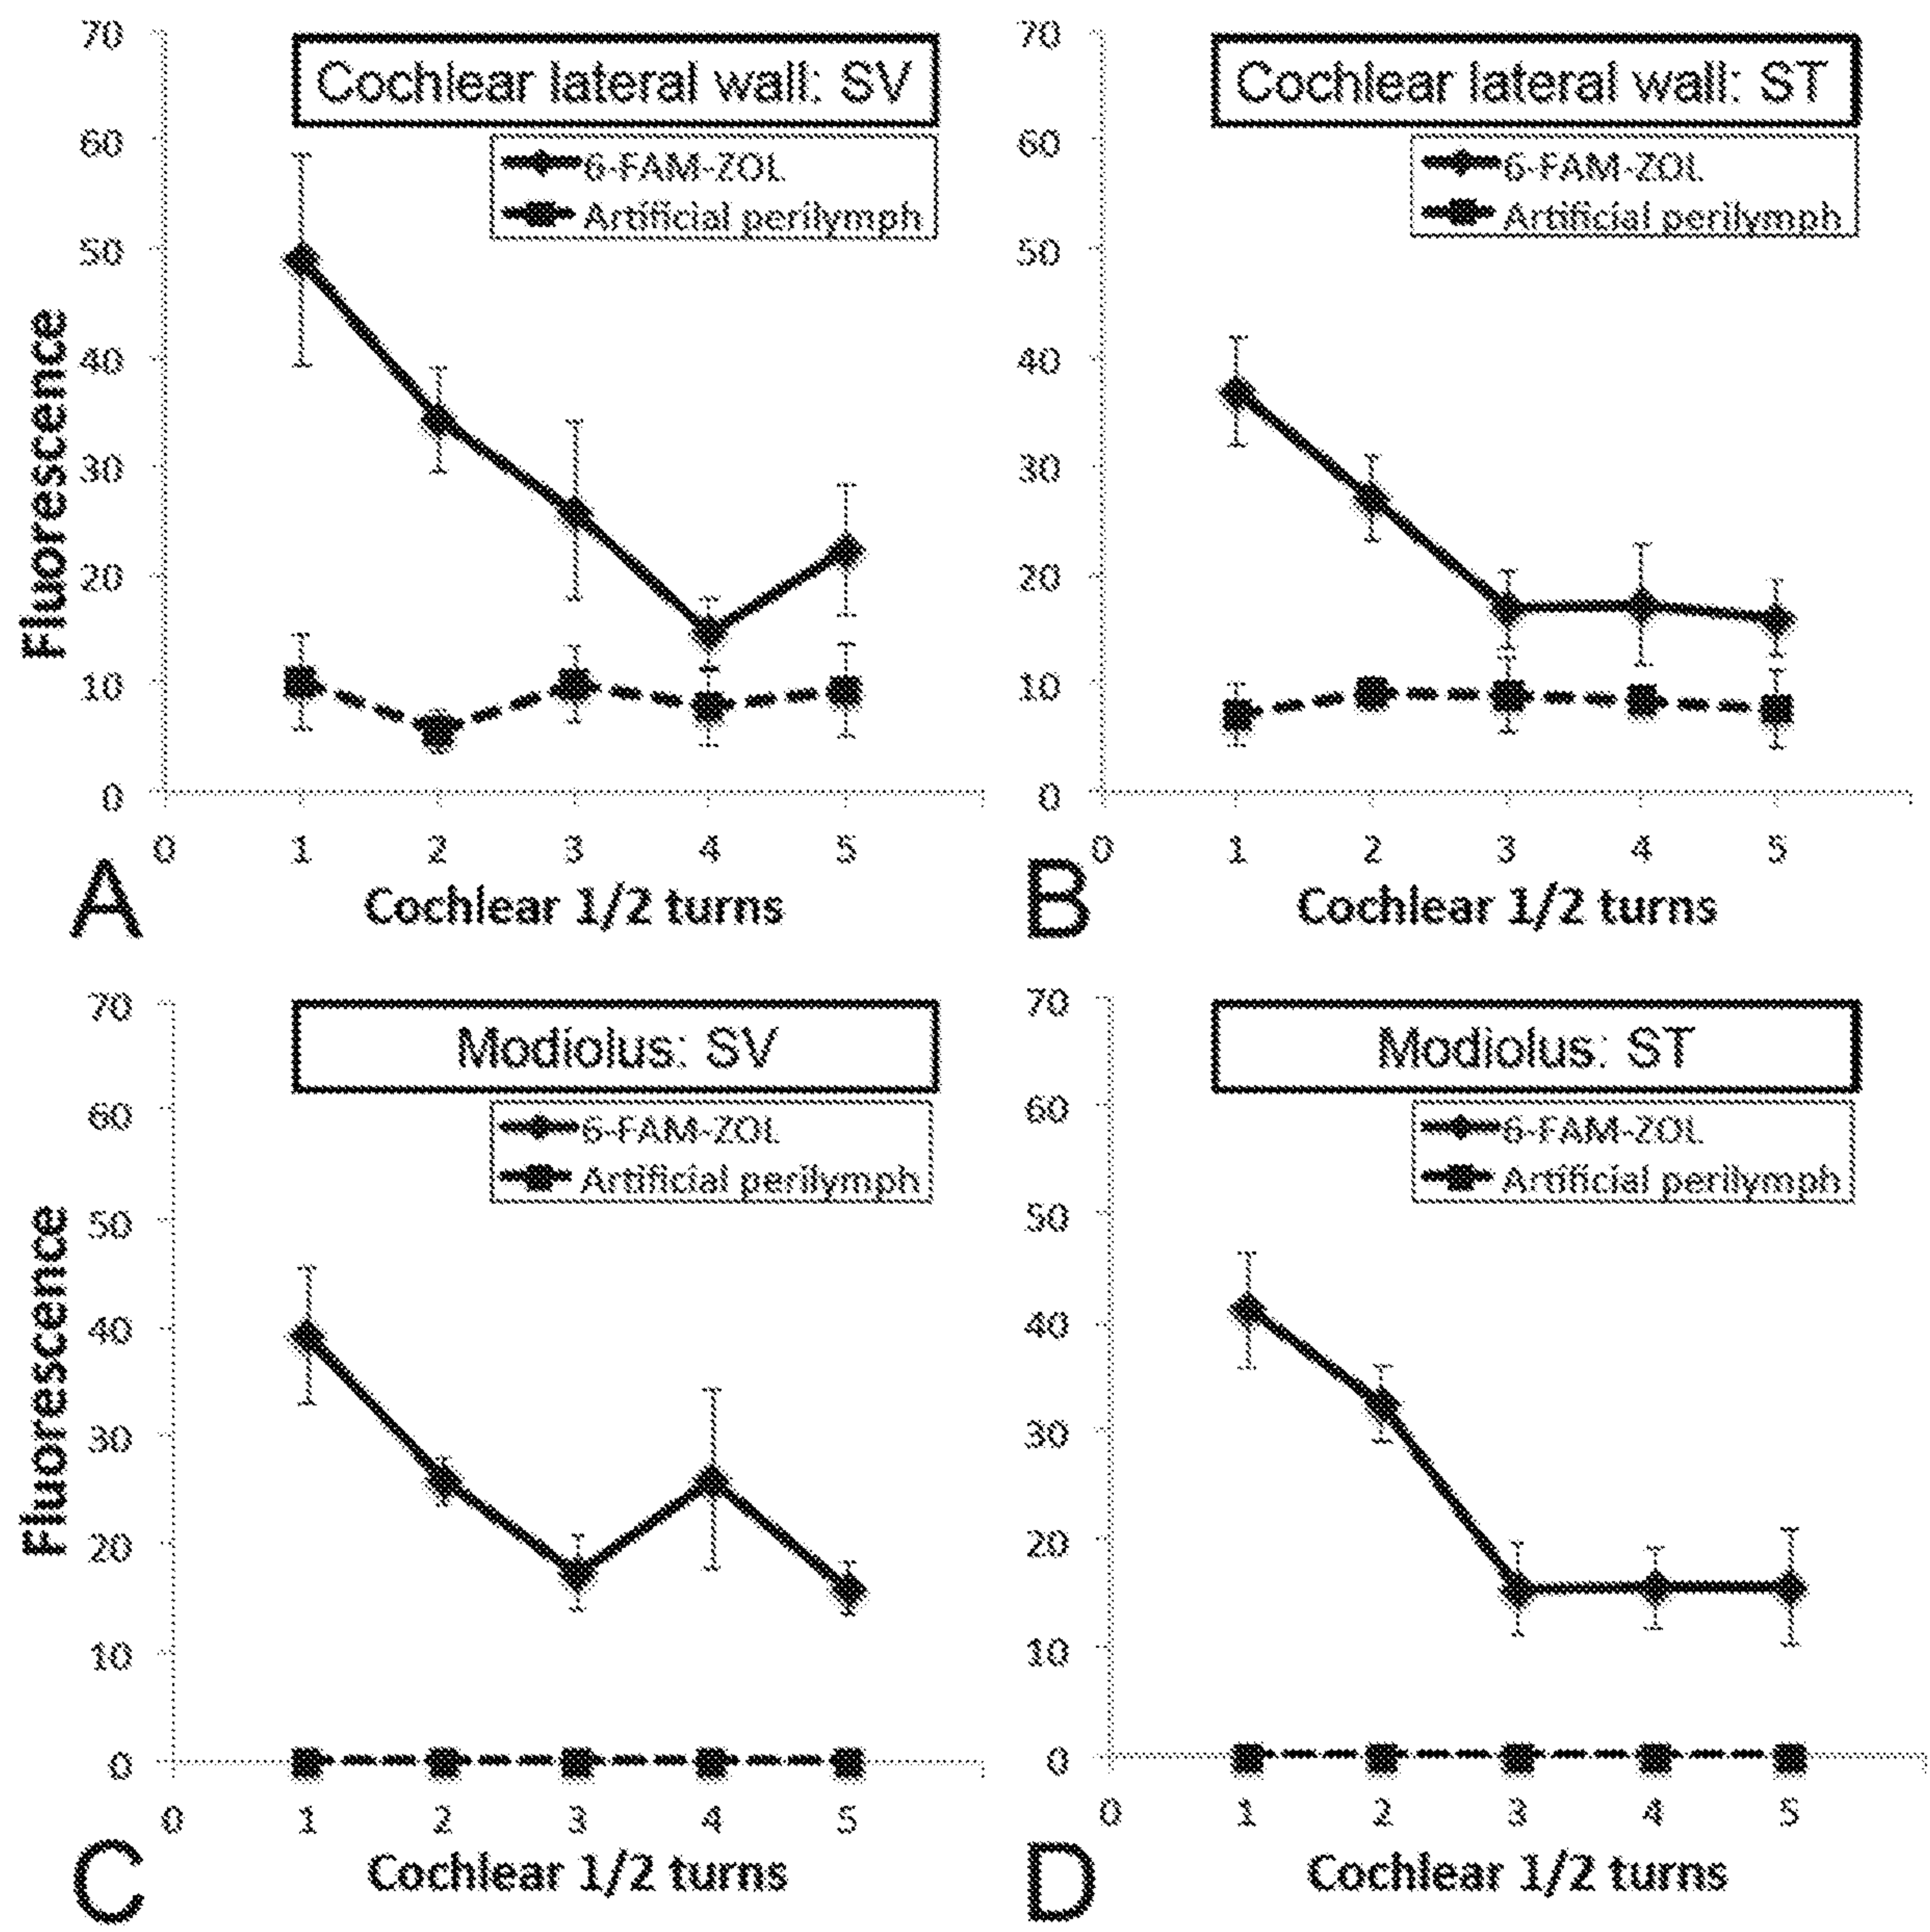 70
Cochlear lateral wall: SV
60
6-FAM-ZOL
Artificial perilymph
50
40
30
20
10
0
Fluorescence
0 1 2 3 4 5
A
Cochlear 1/2 turns
70
Cochlear lateral wall: ST
60
6-FAM-ZOL
Artificial perilymph
50
40
30
20
10
0
0 1 2 3 4 5
B
Cochlear 1/2 turns
70
Modiolus: SV
60
6-FAM-ZOL
Artificial perilymph
50
40
30
20
10
0
Fluorescence
0 1 2 3 4 5
C
Cochlear 1/2 turns
70
Modiolus: ST
60
6-FAM-ZOL
Artificial perilymph
50
40
30
20
10
0
0 1 2 3 4 5
D
Cochlear 1/2 turns